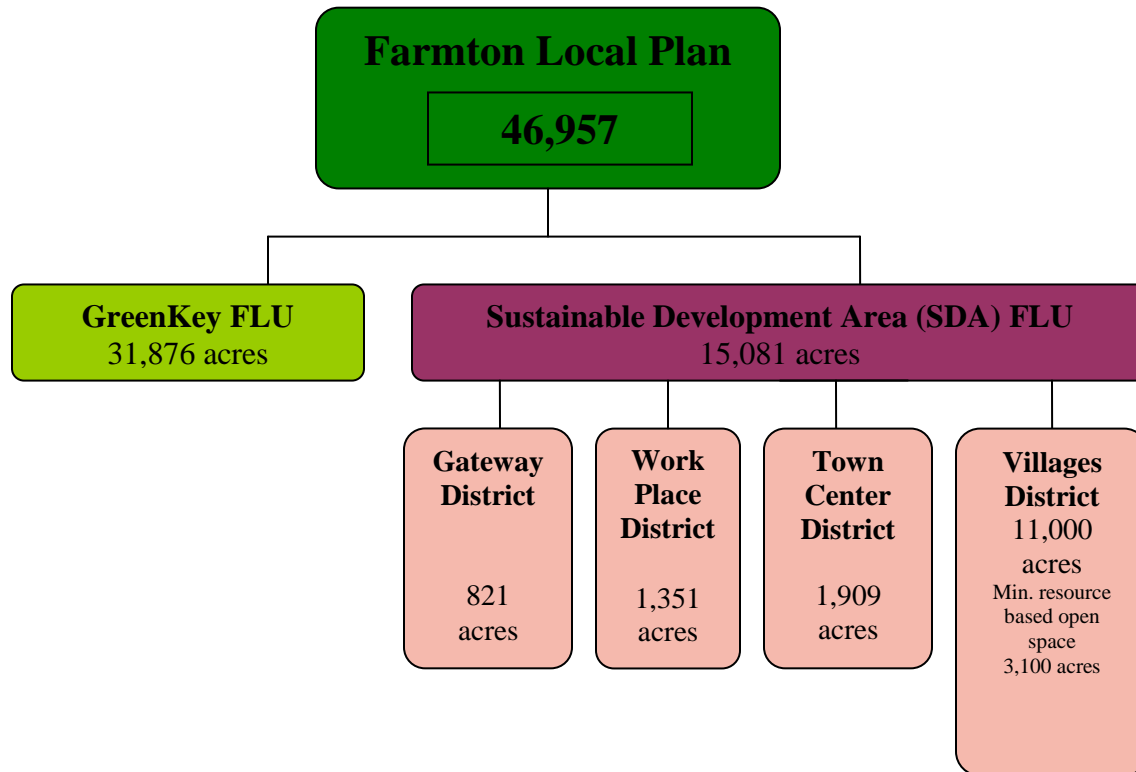 Farmton Local Plan
46,957
GreenKey FLU
31,876 acres
Sustainable Development Area (SDA) FLU
15,081 acres
Gateway
District
821
acres
Work
Place
District
1,351
acres
Town
Center
District
1,909
acres
Villages
District
11,000
acres
Min. resource
based open
space
3,100 acres